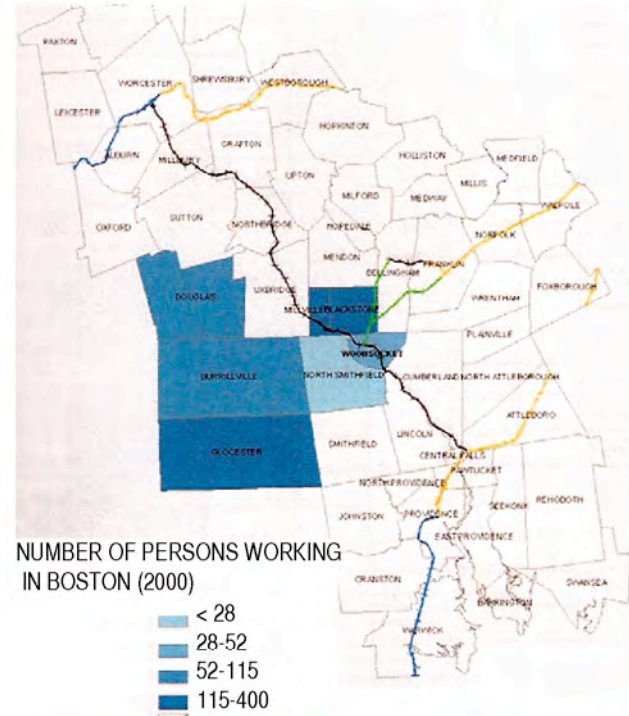 PAXTON
WORCESTER
SHREWSBURY
WESTBOROUGH
LEICESTER
HOPKINTON
GRAFTON
AUBURN
MILLBURY
HOLLISTON
MEDFIELD
UPTON
MILFORD
MEDWAY
MILLIS
WALPOLE
OXFORD
SUTTON
NORTHBRIDGE
HOPEDALE
NORFOLK
MENDON
BELLINGHAM
FRANKLIN
DOUGLAS
UXBRIDGE
MILLVILLE
BLACKSTONE
WRENTHAM
FOXBOROUGH
PLAINVILLE
WOONSOCKET
BURRILLVILLE
NORTH SMITHFIELD
CUMBERLAND
NORTH ATTLEBOROUGH
ATTLEBORO
GLOCESTER
SMITHFIELD
LINCOLN
CENTRAL FALLS
PAWTUCKET
NORTH PROVIDENCE
SEEKONK
REHOBOTH
JOHNSTON
PROVIDENCE
EAST PROVIDENCE
CRANSTON
SWANSEA
BARRINGTON
WARWICK
NUMBER OF PERSONS WORKING
IN BOSTON (2000)
< 28
28-52
52-115
115-400